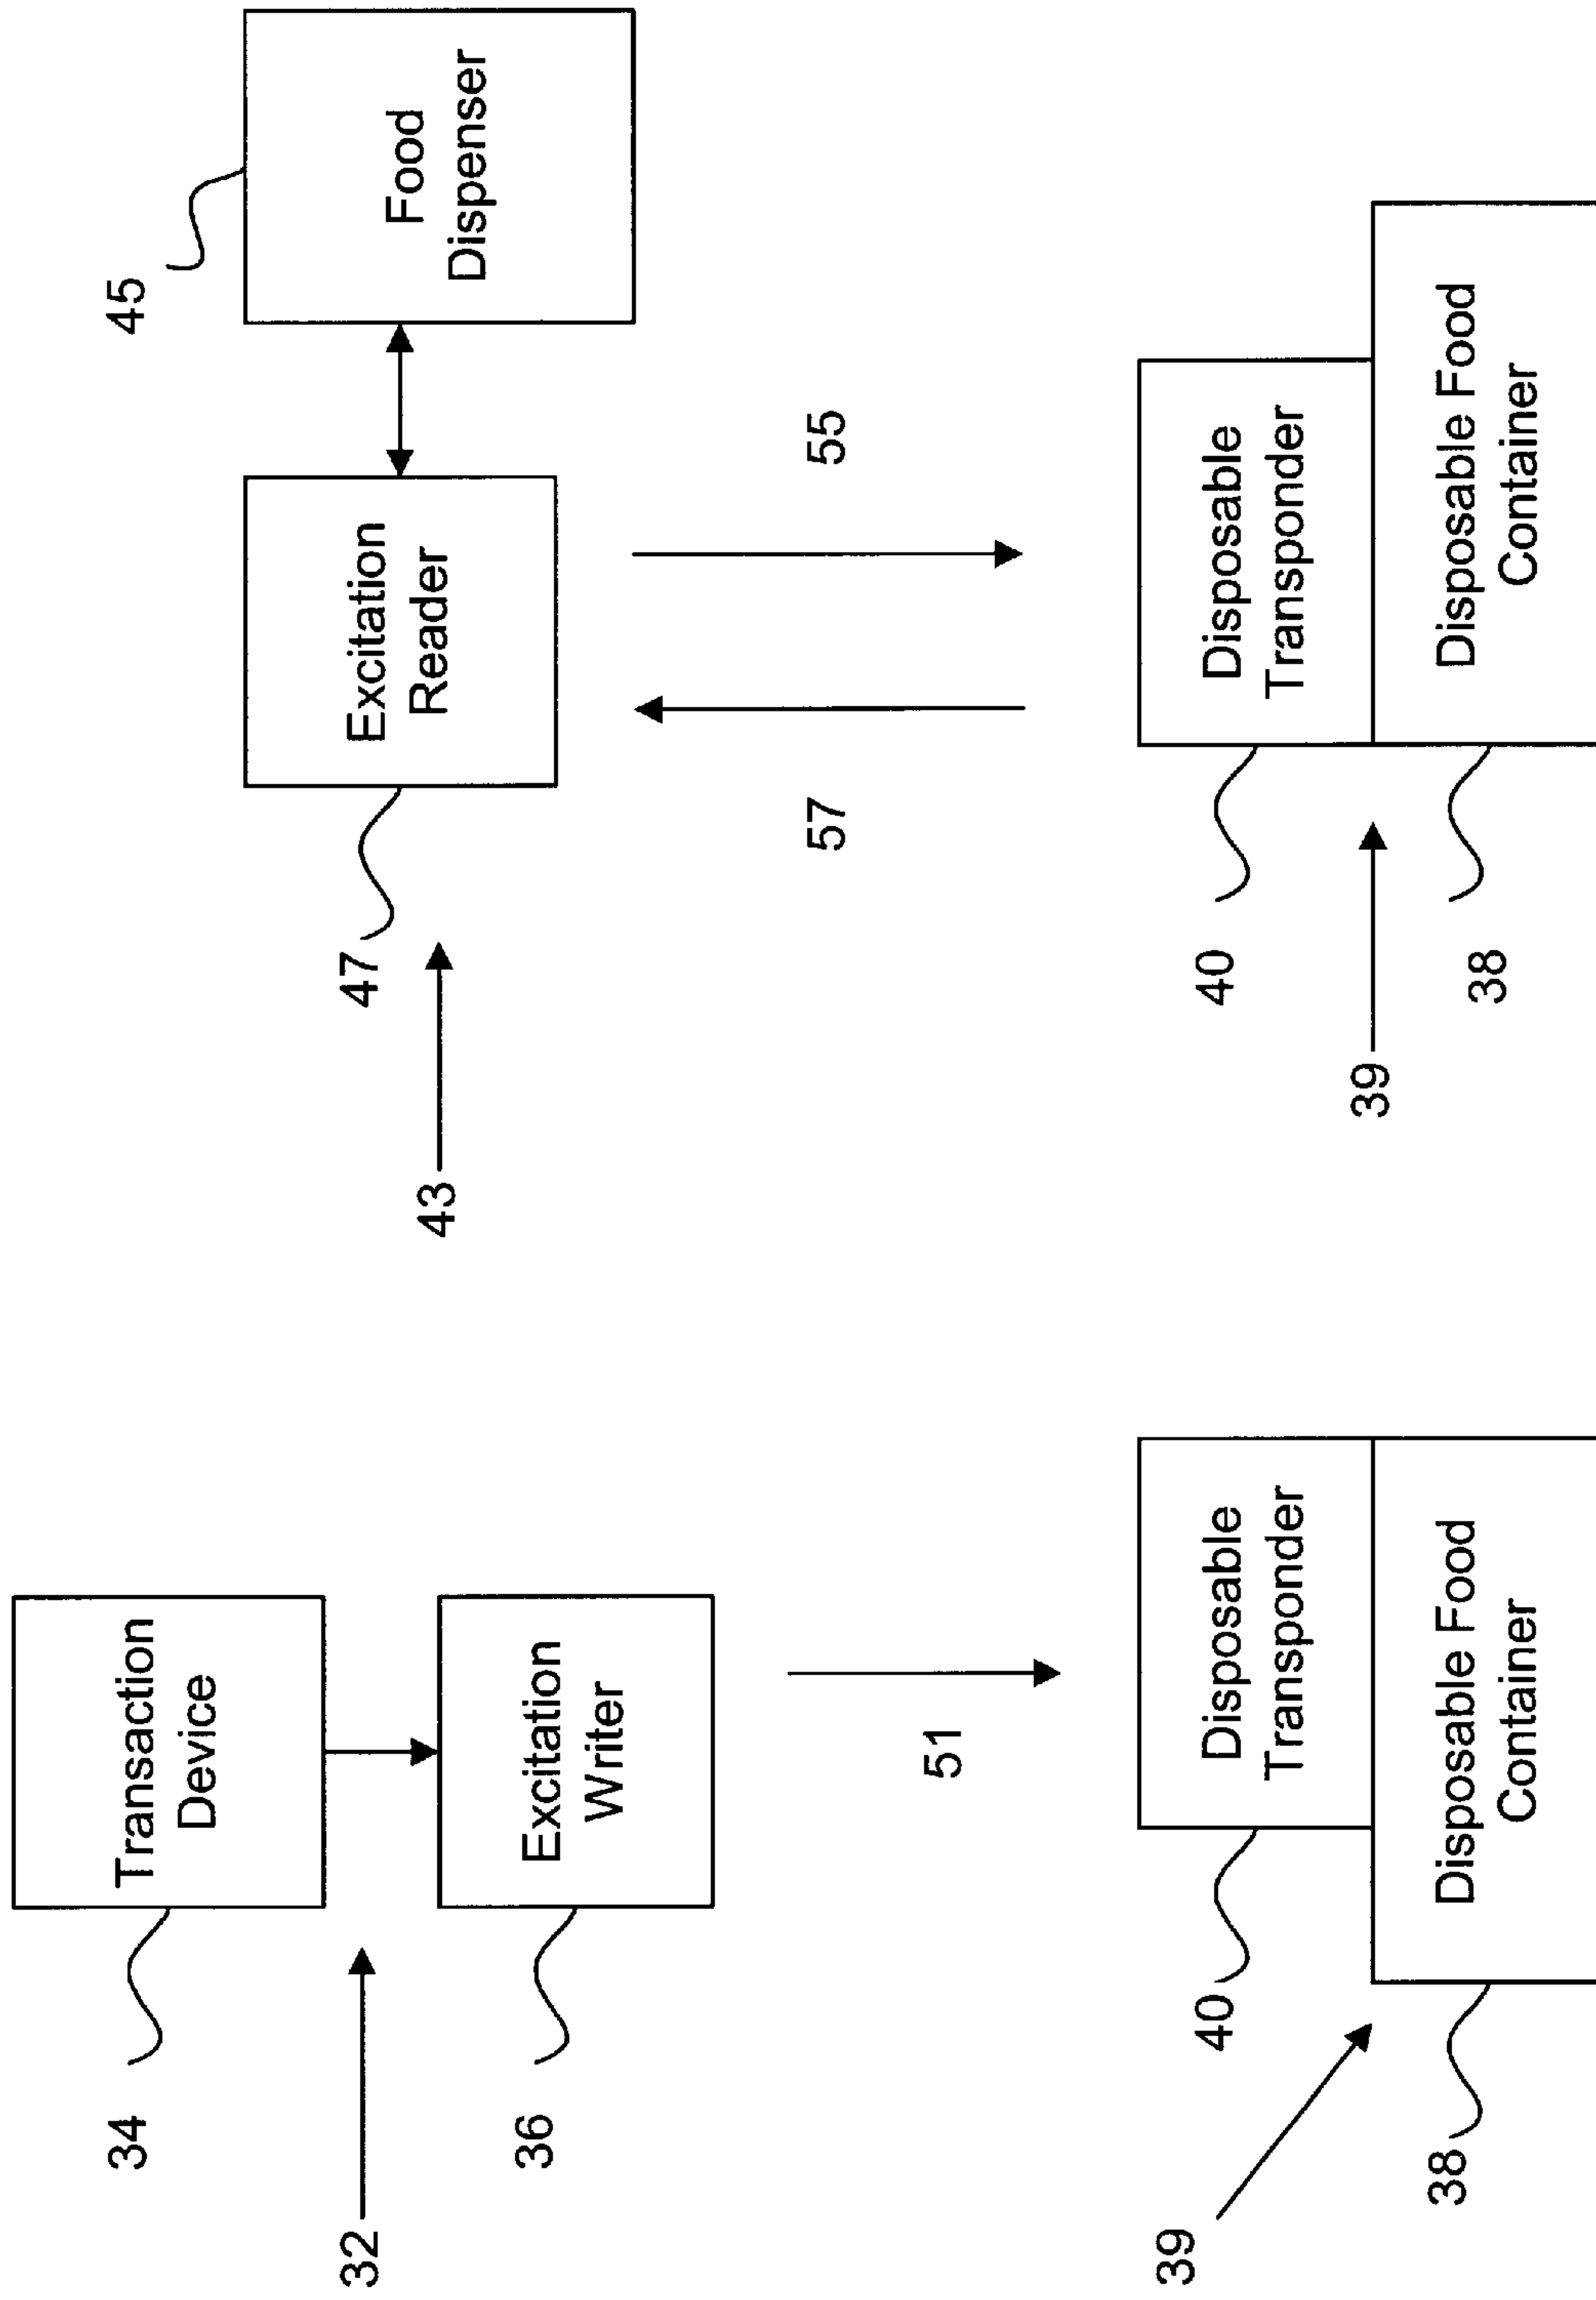 34
Transaction
Device
32
36
Excitation
Writer
51
39
40
Disposable
Transponder
38
Disposable Food
Container
45
47
Excitation
Reader
Food
Dispenser
43
57
55
40
Disposable
Transponder
39
38
Disposable Food
Container